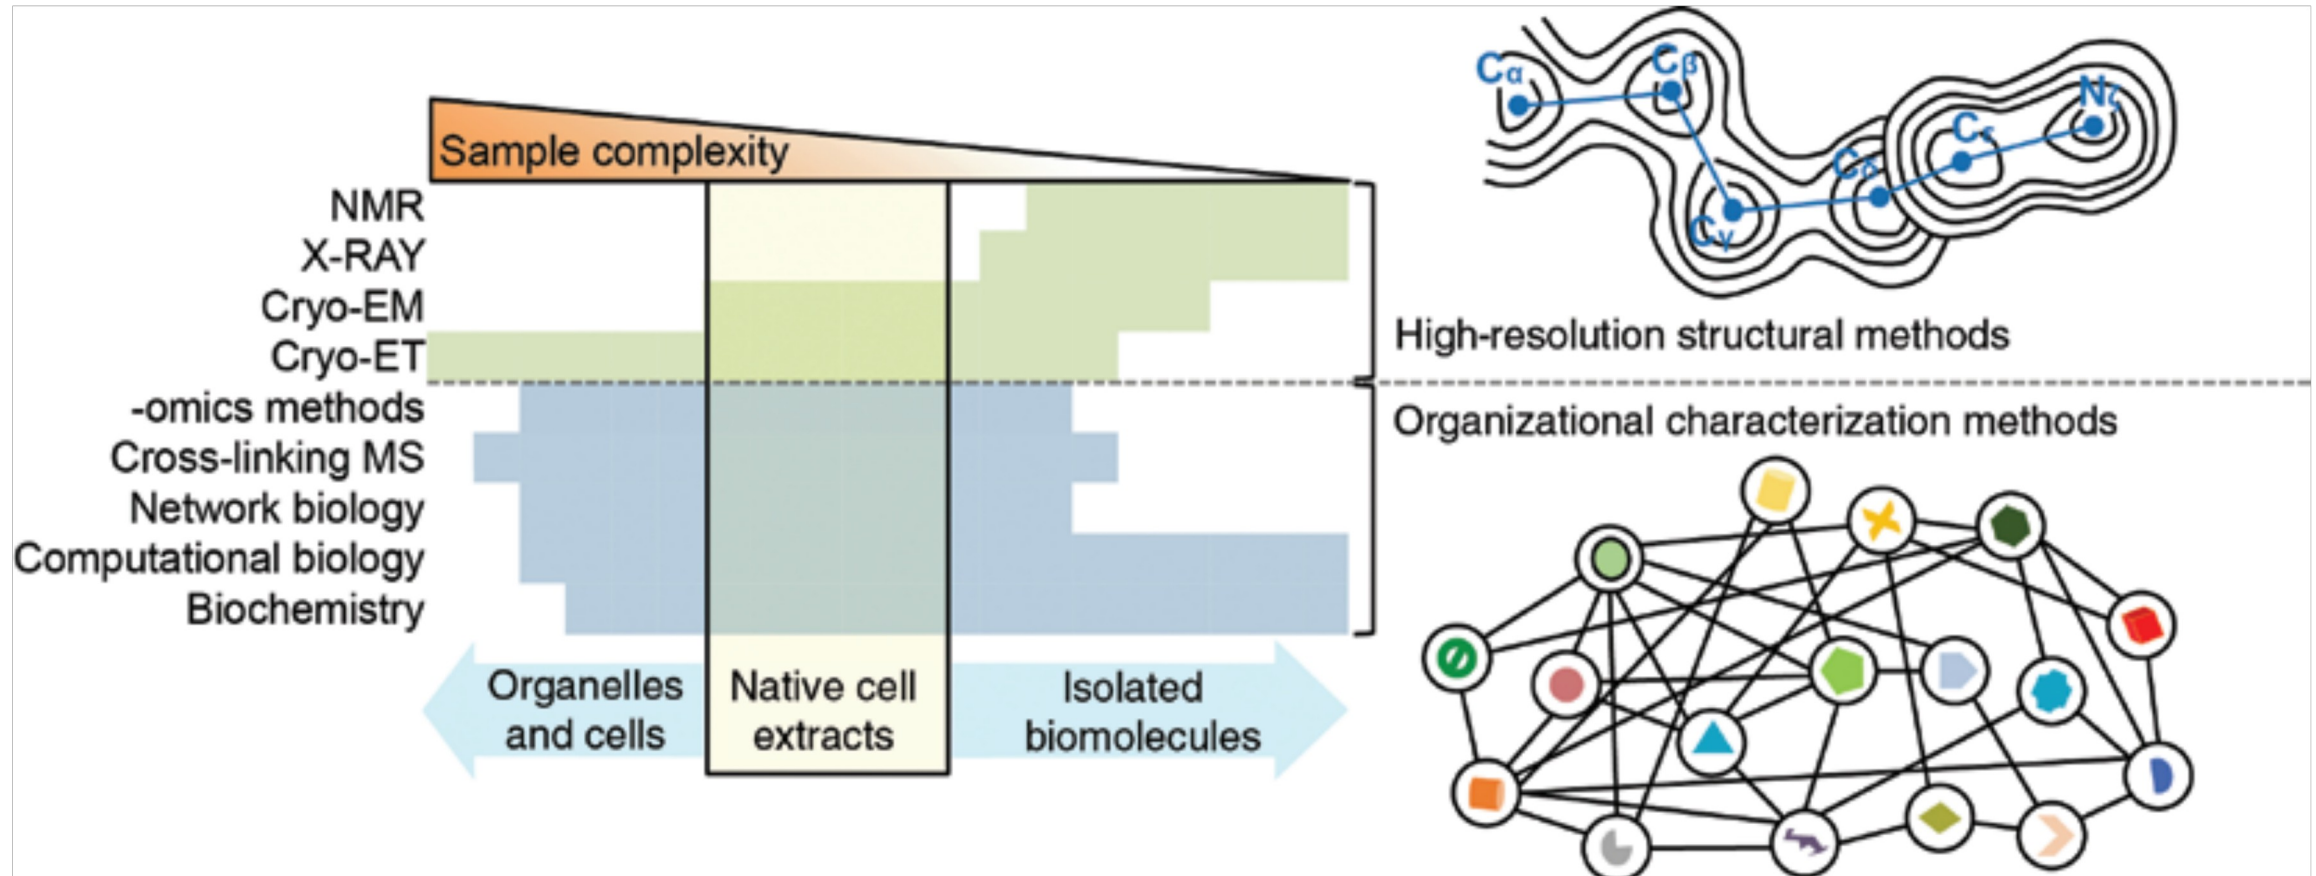 Sample complexity
NMR
X-RAY
Cryo-EM
Cryo-ET
-omics methods
Cross-linking MS
Network biology
Computational biology
Biochemistry
Organelles
and cells
Native cell
extracts
Isolated
biomolecules
Cα
Cβ
Cγ
Cδ
Cε
Nζ
High-resolution structural methods
Organizational characterization methods